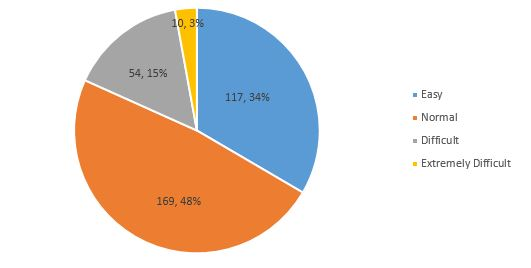 10, 3%
54, 15%
117, 34%
169, 48%
Easy
Normal
Difficult
Extremely Difficult